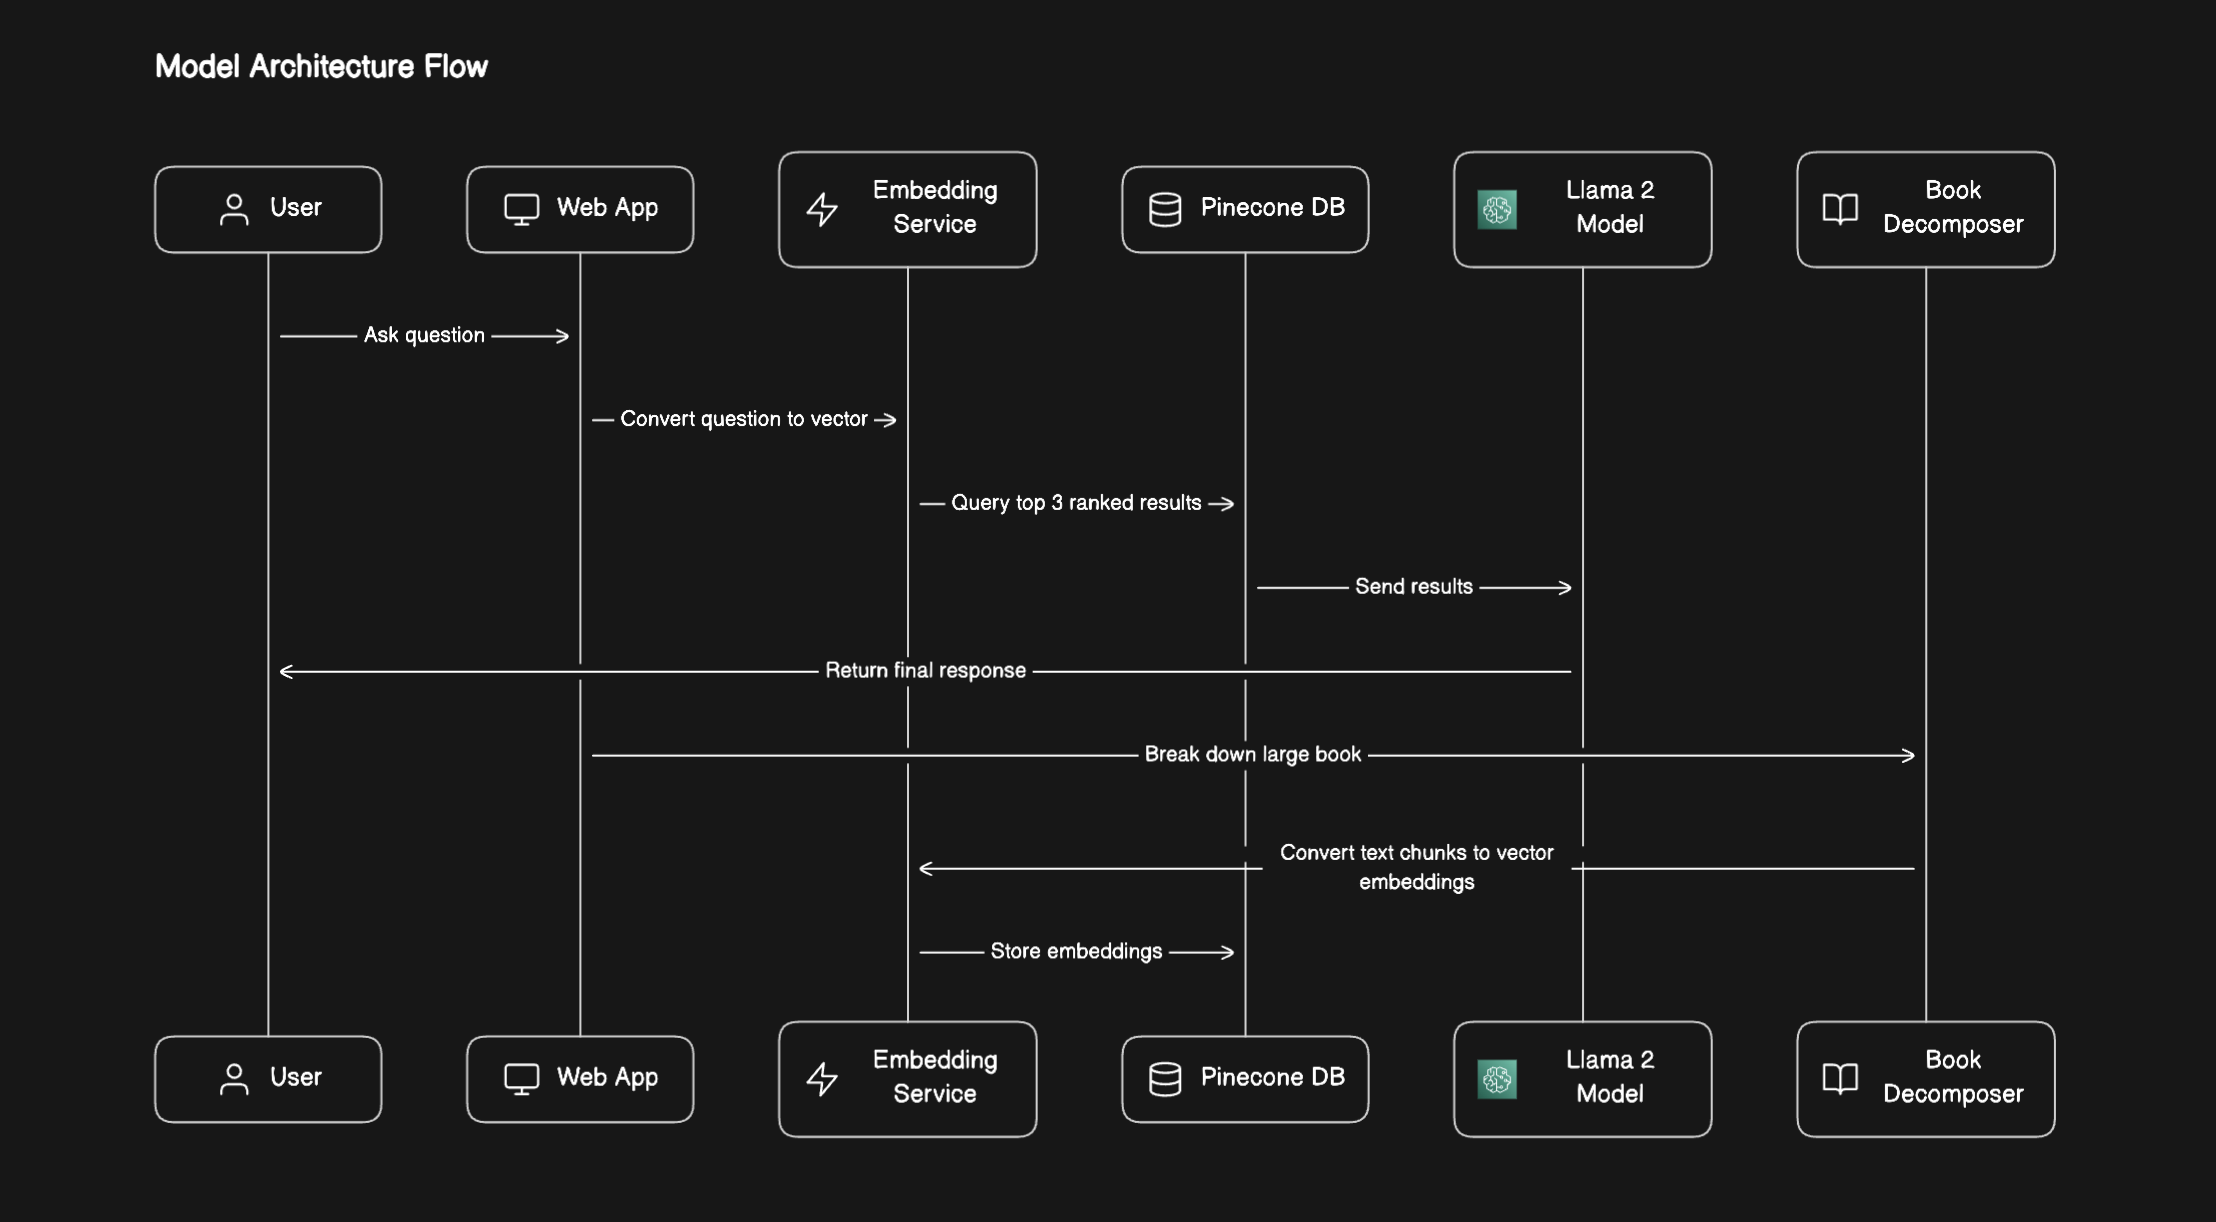 Model Architecture Flow
User
Web App
Embedding
Service
Pinecone DB
Llama 2
Model
Book
Decomposer
Ask question
Convert question to vector
Query top 3 ranked results
Send results
Return final response
Break down large book
Convert text chunks to vector
embeddings
Store embeddings
User
Web App
Embedding
Service
Pinecone DB
Llama 2
Model
Book
Decomposer